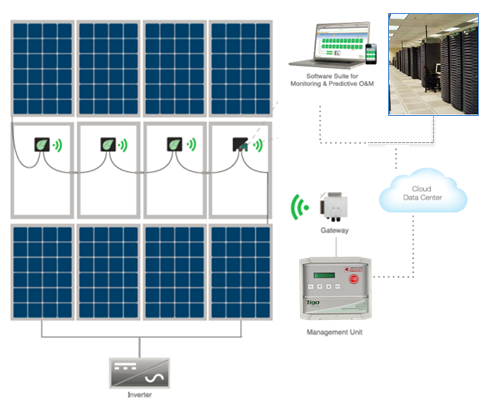 Software Suite for
Monitoring & Predictive O&M
Cloud
Data Center
Gateway
Tigo
Management Unit
Inverter